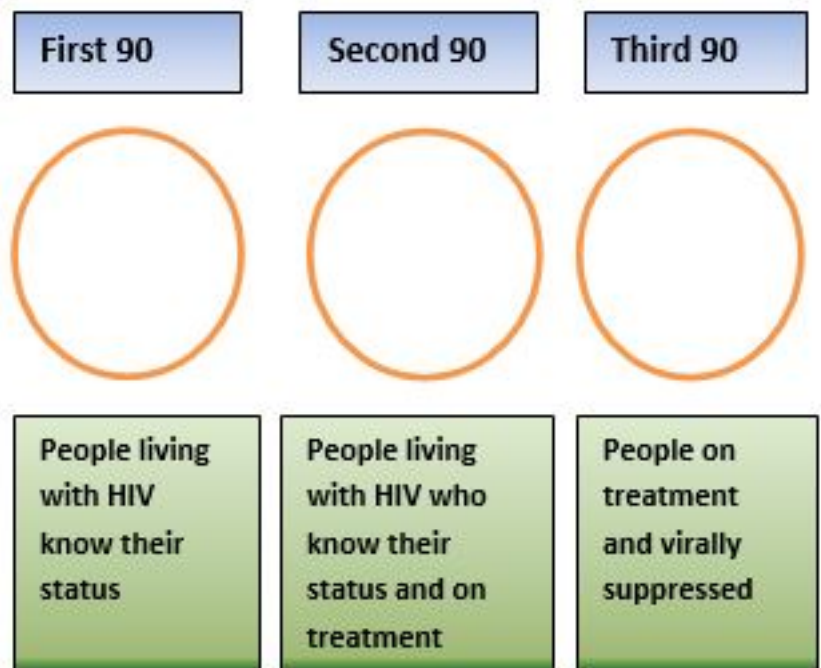 First 90
Second 90
Third 90
People living
with HIV
know their
status
People living
with HIV who
know their
status and on
treatment
People on
treatment
and virally
suppressed